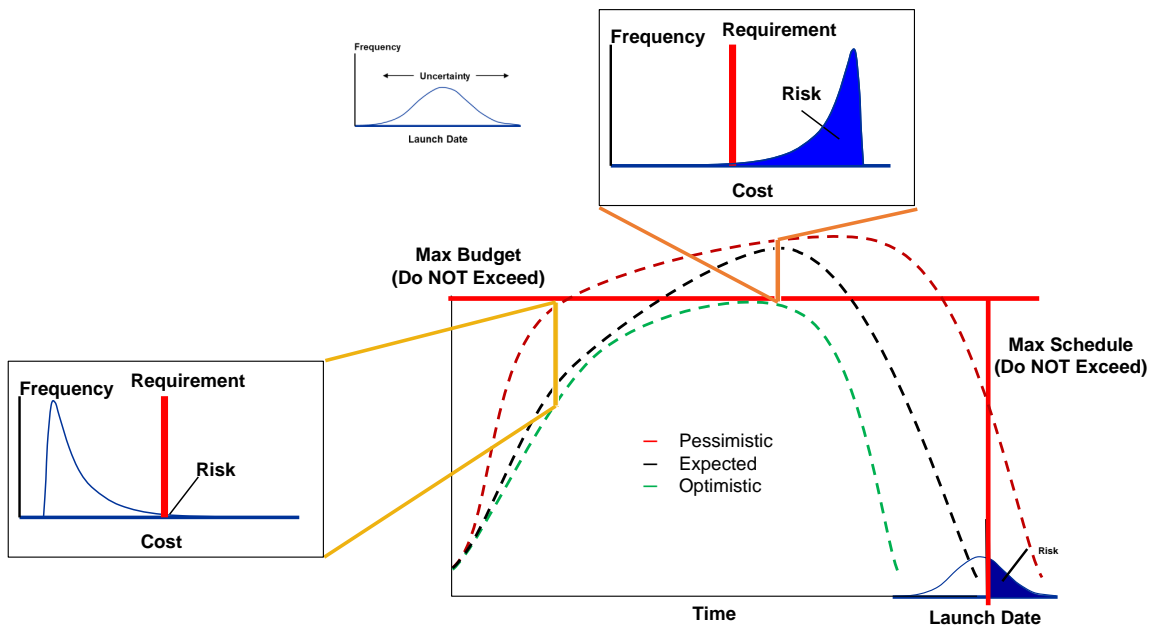 Frequency
Uncertainty
Launch Date
Frequency
Requirement
Risk
Cost
Max Budget
(Do NOT Exceed)
Max Schedule
(Do NOT Exceed)
Frequency
Requirement
Risk
Cost
Pessimistic
Expected
Optimistic
Risk
Time
Launch Date